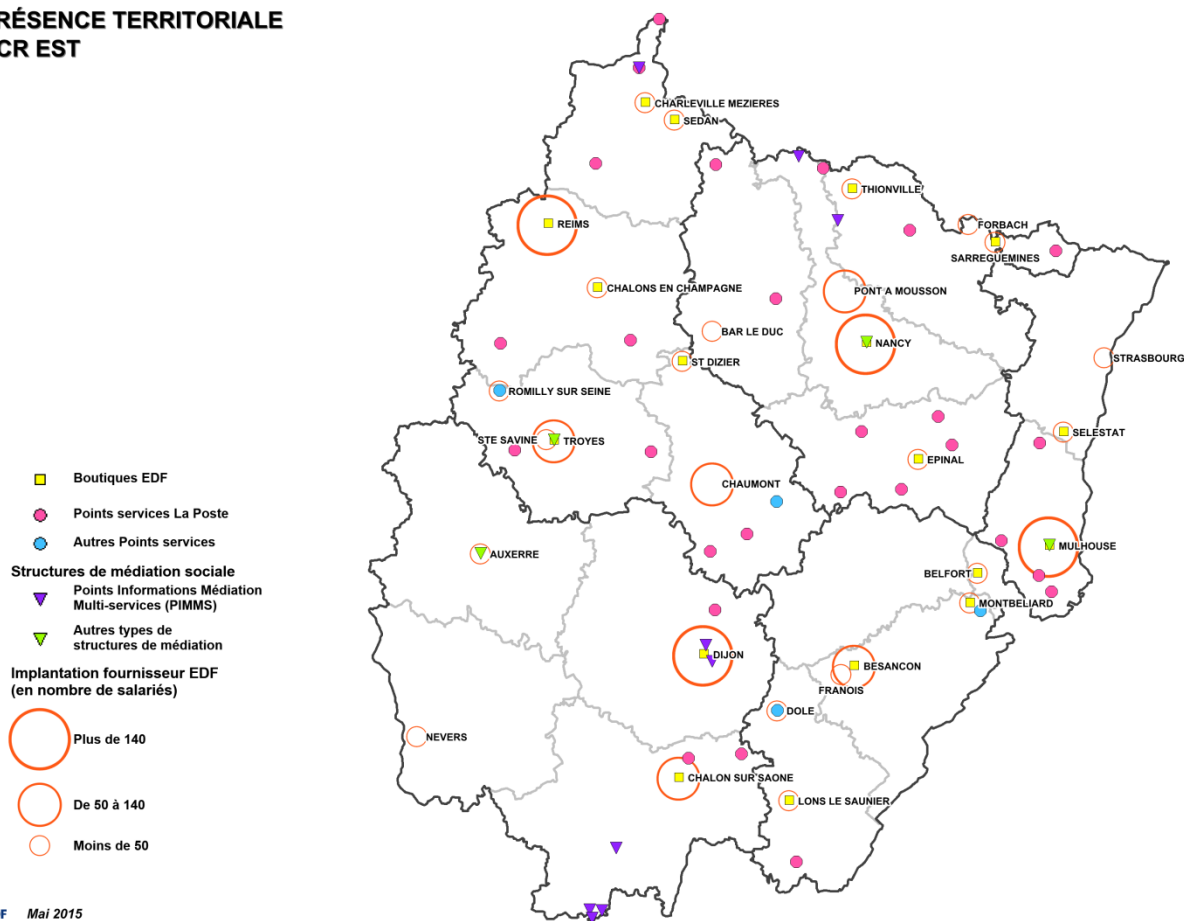 RÉSENCE TERRITORIALE
CR EST
CHARLEVILLE MEZIERES
SEDAN
THIONVILLE
REIMS
FORBACH
SARREGUEMINES
CHALONS EN CHAMPAGNE
PONT A MOUSSON
BAR LE DUC
NANCY
ST DIZIER
STRASBOURG
ROMILLY SUR SEINE
STE SAVINE
TROYES
SELESTAT
EPINAL
CHAUMONT
AUXERRE
MULHOUSE
BELFORT
MONTBELIARD
DIJON
BESANCON
FRANOIS
DOLE
NEVERS
CHALON SUR SAONE
LONS LE SAUNIER
Boutiques EDF
Points services La Poste
Autres Points services
Structures de médiation sociale
Points Informations Médiation
Multi-services (PIMMS)
Autres types de
structures de médiation
Implantation fournisseur EDF
(en nombre de salariés)
Plus de 140
De 50 à 140
Moins de 50
F Mai 2015